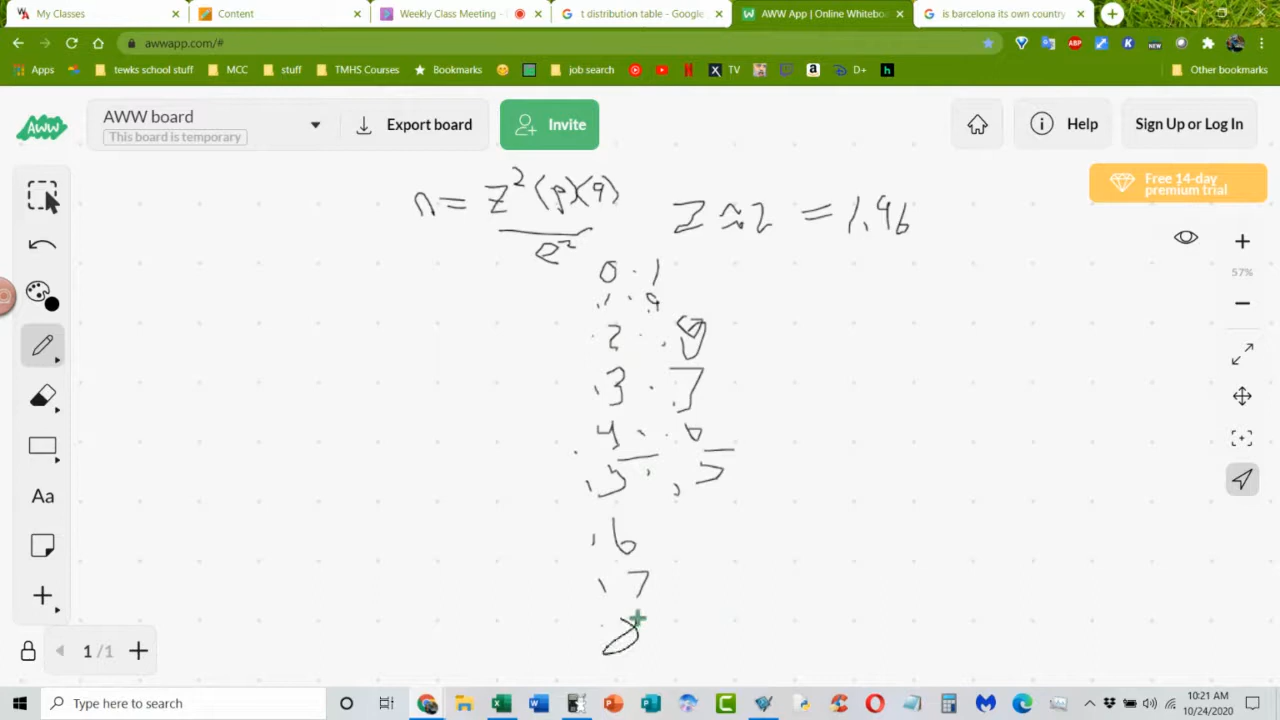 My Classes
Content
Weekly Class Meeting -
t distribution table - Google
AWW App | Online Whiteboa
is barcelona its own country
awwapp.com/#
Apps
tewks school stuff
MCC
stuff
TMHS Courses
Bookmarks
job search
TV
D+
Other bookmarks
AWW
AWW board
This board is temporary
Export board
Invite
Help
Sign Up or Log In
Free 14-day
premium trial
n = z² (p)(q)
e²
z ≈ 2 = 1.96
0 · 1
.1 · .9
.2 · .8
.3 · .7
.4 · .6
.5 · .5
.6
.7
57%
Aa
1 / 1
Type here to search
10:21 AM
10/24/2020